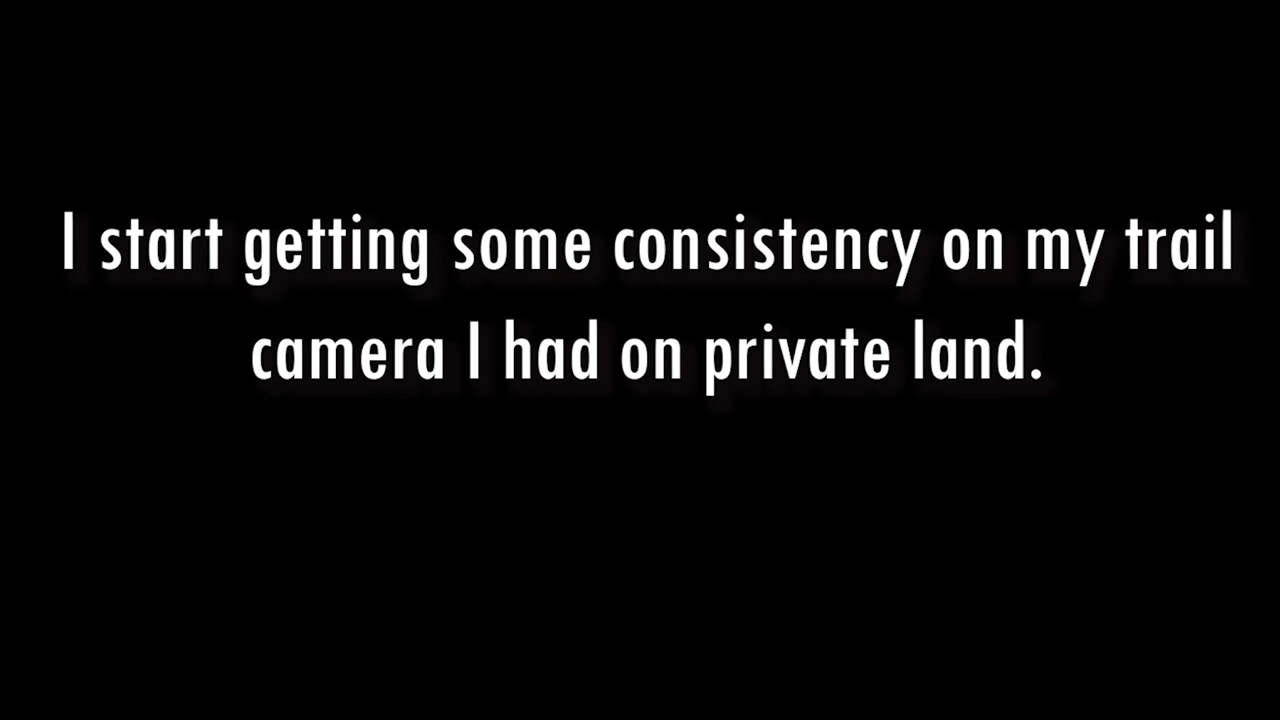 I start getting some consistency on my trail
camera I had on private land.